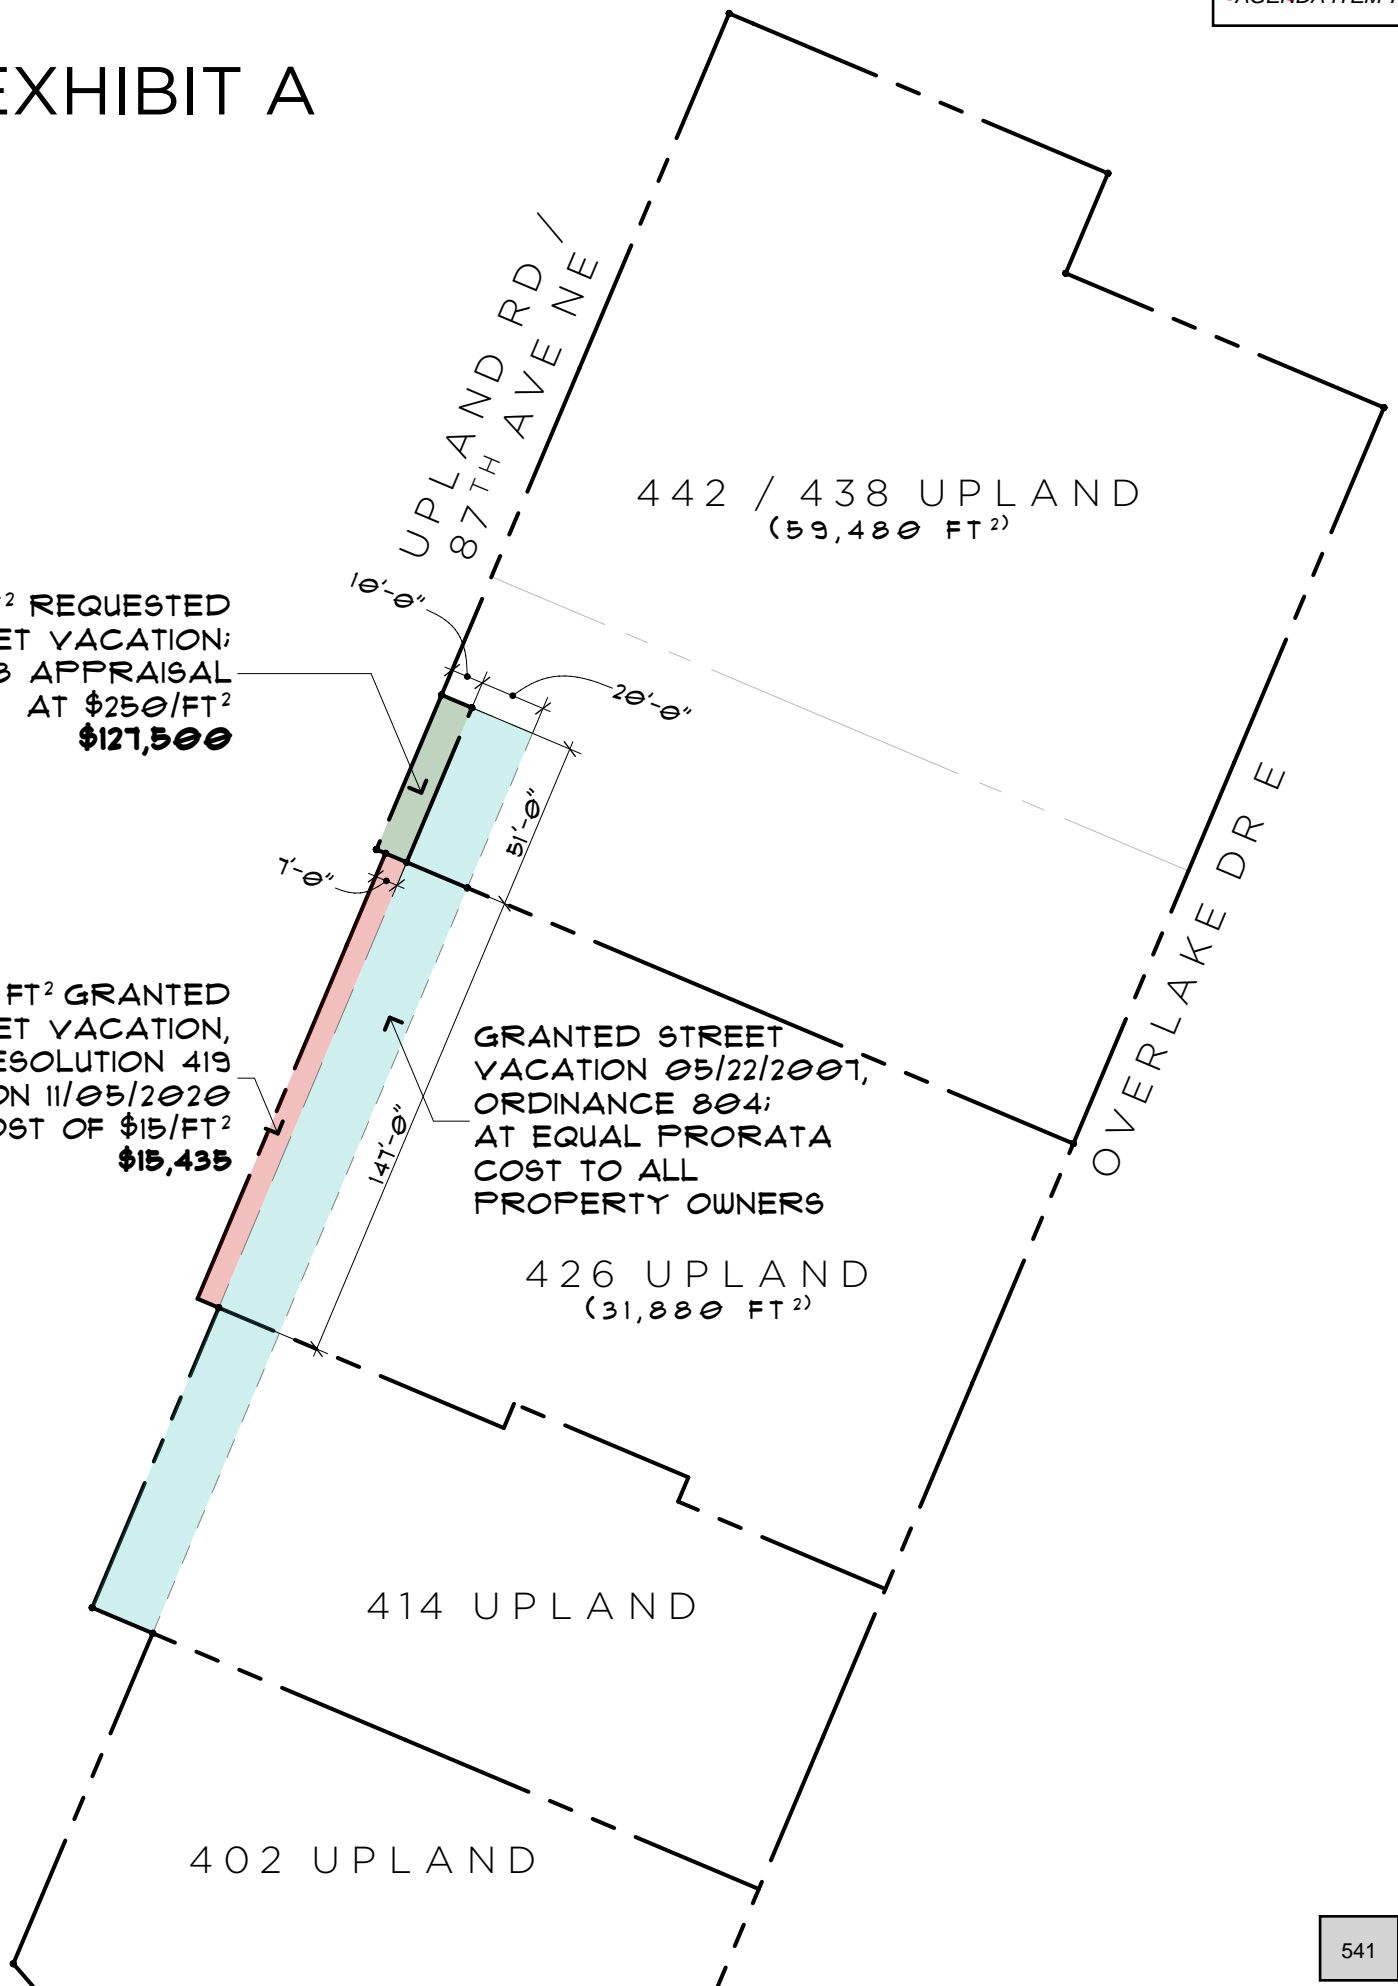 EXHIBIT A
UPLAND RD /
87TH AVE NE
442 / 438 UPLAND
(59,480 FT²)
10'-0"
² REQUESTED
ET VACATION;
APPRAISAL
AT $250/FT²
$127,500
20'-0"
51'-0"
7'-0"
OVERLAKE DR E
FT² GRANTED
ET VACATION,
ESOLUTION 419
ON 11/05/2020
OST OF $15/FT²
$15,435
GRANTED STREET
VACATION 05/22/2007,
ORDINANCE 804;
AT EQUAL PRORATA
COST TO ALL
PROPERTY OWNERS
147'-0"
426 UPLAND
(31,880 FT²)
414 UPLAND
402 UPLAND
541